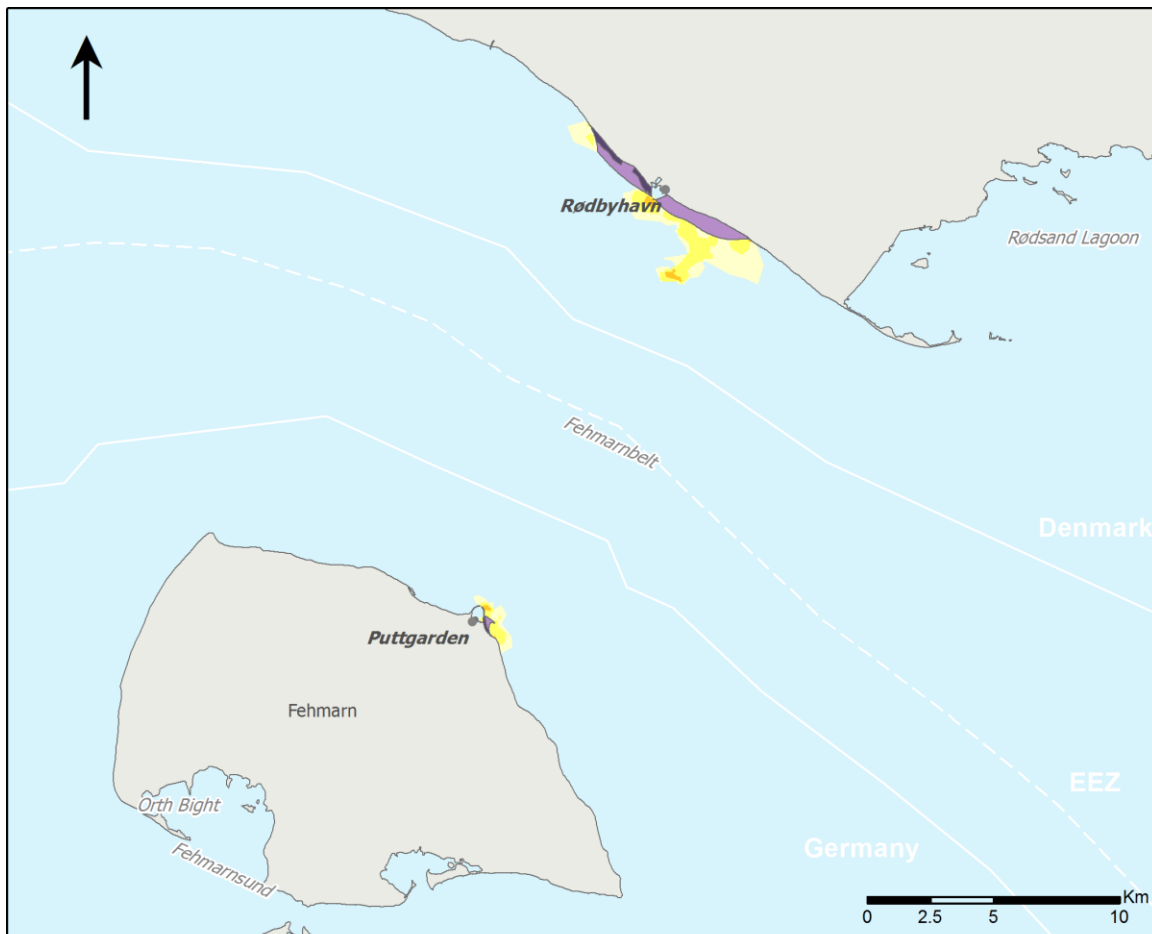 Rødbyhavn
Rødsand Lagoon
Fehmarnbelt
Denmark
Puttgarden
Fehmarn
EEZ
Orth Bight
Germany
Fehmarnsund
Km
0 2.5 5 10